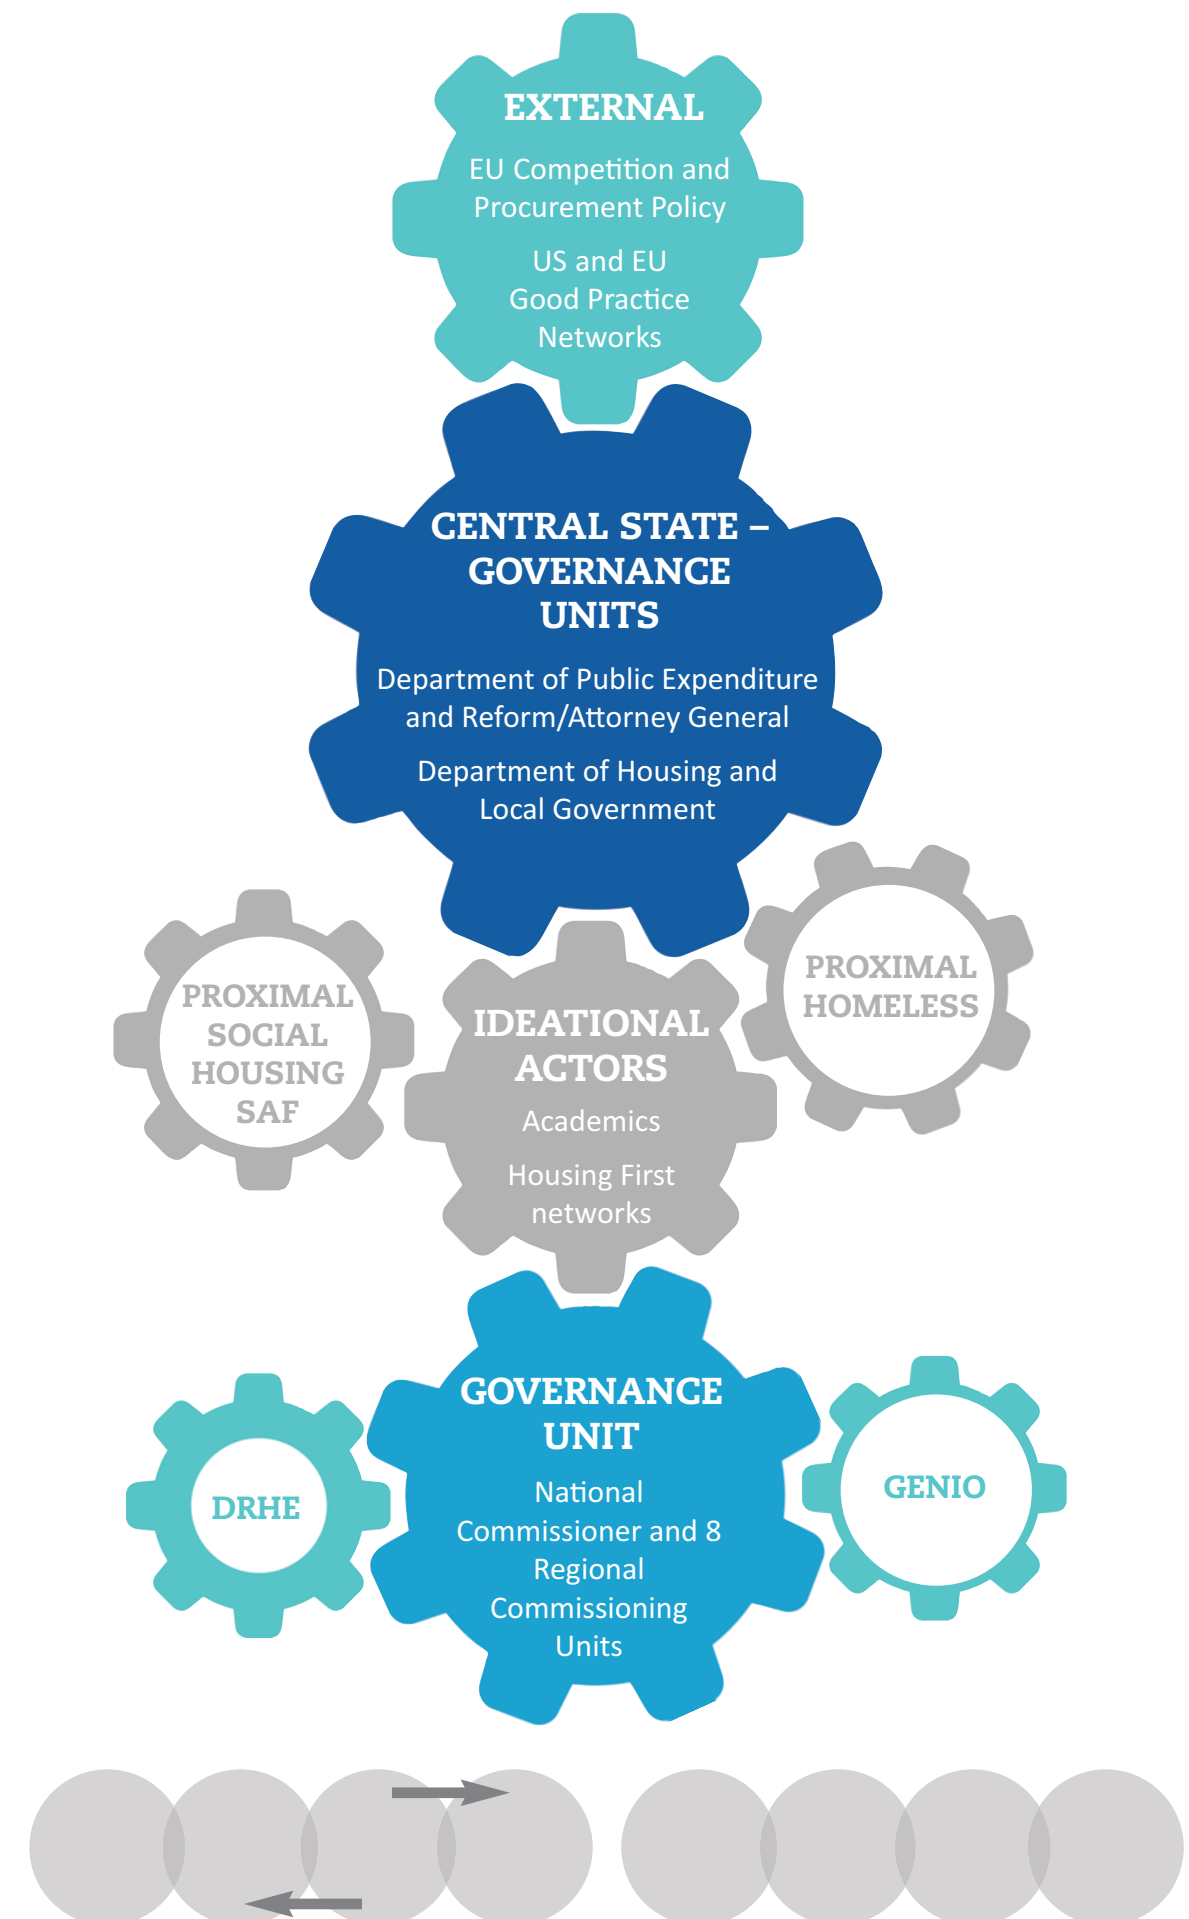 EXTERNAL
EU Competition and
Procurement Policy
US and EU
Good Practice
Networks
CENTRAL STATE –
GOVERNANCE
UNITS
Department of Public Expenditure
and Reform/Attorney General
Department of Housing and
Local Government
PROXIMAL
SOCIAL
HOUSING
SAF
IDEATIONAL
ACTORS
Academics
Housing First
networks
PROXIMAL
HOMELESS
DRHE
GOVERNANCE
UNIT
National
Commissioner and 8
Regional
Commissioning
Units
GENIO